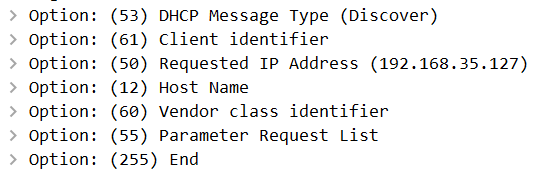 Option: (53) DHCP Message Type (Discover)
Option: (61) Client identifier
Option: (50) Requested IP Address (192.168.35.127)
Option: (12) Host Name
Option: (60) Vendor class identifier
Option: (55) Parameter Request List
Option: (255) End